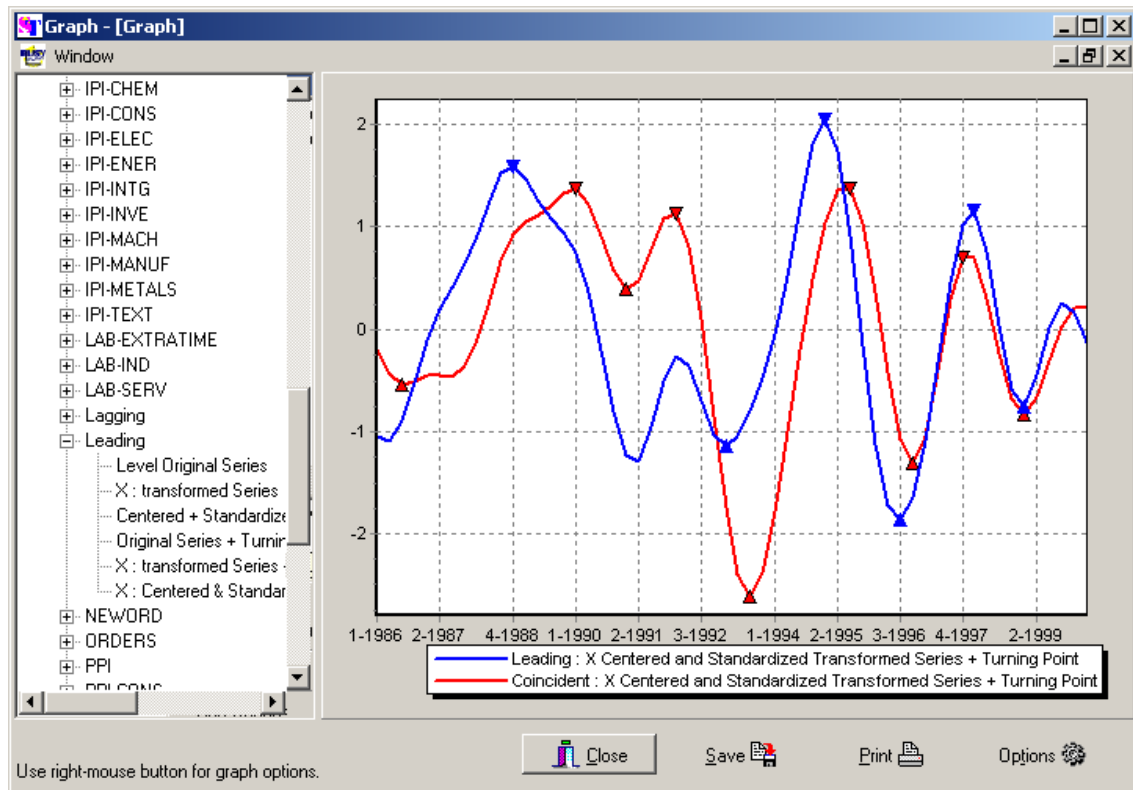 Graph - [Graph]
Window
IPI-CHEM
IPI-CONS
IPI-ELEC
IPI-ENER
IPI-INTG
IPI-INVE
IPI-MACH
IPI-MANUF
IPI-METALS
IPI-TEXT
LAB-EXTRATIME
LAB-IND
LAB-SERV
Lagging
Leading
Level Original Series
X : transformed Series
Centered + Standardize
Original Series + Turnin
X : transformed Series -
X : Centered & Standar
NEWORD
ORDERS
PPI
2
1
0
-1
-2
1-1986 2-1987 4-1988 1-1990 2-1991 3-1992 1-1994 2-1995 3-1996 4-1997 2-1999
Leading : X Centered and Standardized Transformed Series + Turning Point
Coincident : X Centered and Standardized Transformed Series + Turning Point
Use right-mouse button for graph options.
Close Save Print Options